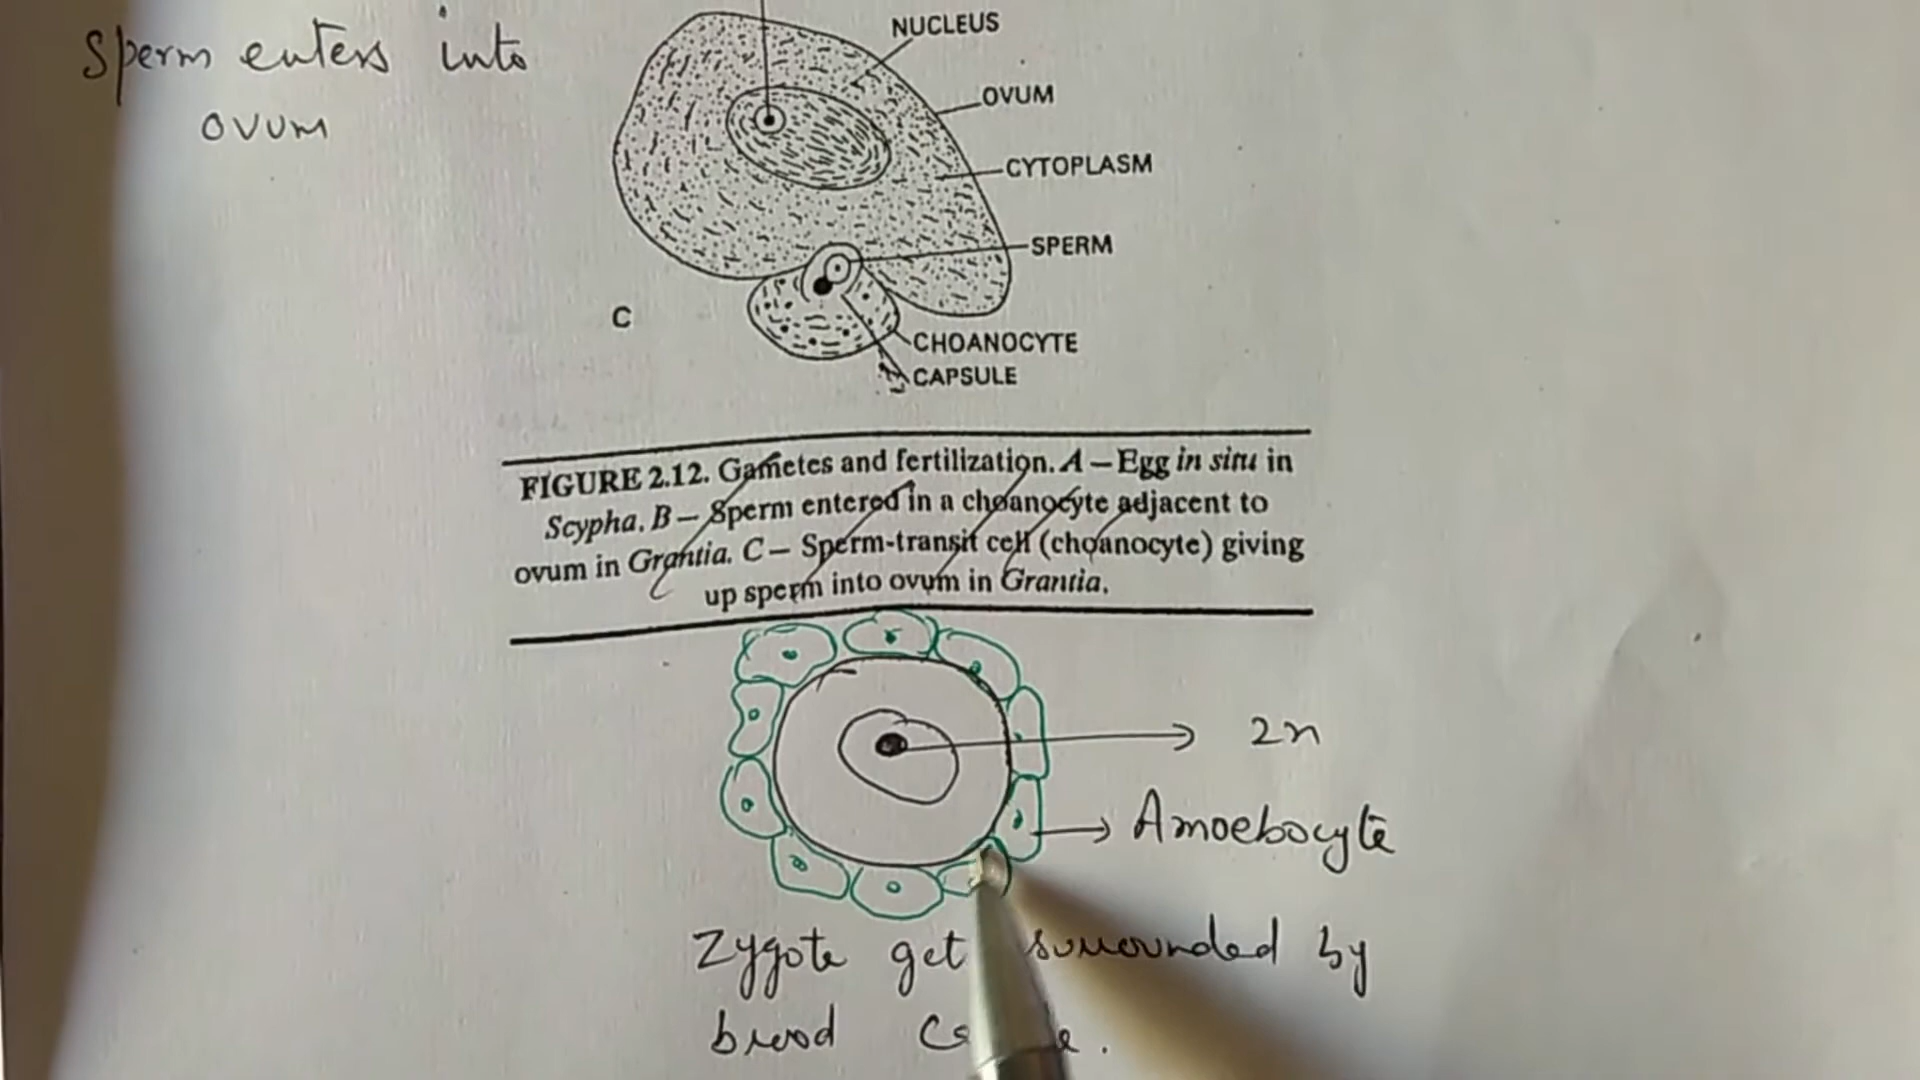 Sperm enters into
ovum
NUCLEUS
OVUM
CYTOPLASM
SPERM
C
CHOANOCYTE
CAPSULE
FIGURE 2.12. Gametes and fertilization. A — Egg in situ in
Scypha. B — Sperm entered in a choanocyte adjacent to
ovum in Grantia. C — Sperm-transit cell (choanocyte) giving
up sperm into ovum in Grantia.
2n
Amoebocyte
Zygote get surrounded by
brood